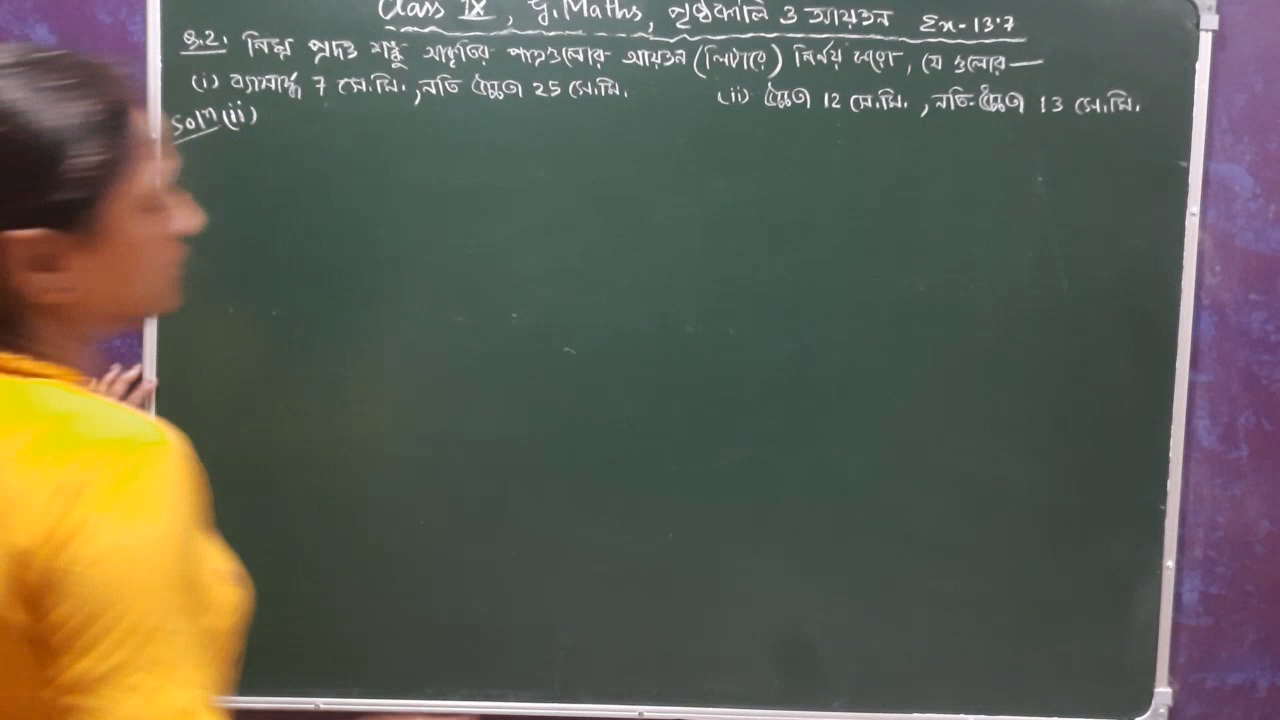 Class IX, G. Maths, পৃষ্ঠকালি ও আয়তন Ex-13.7
Q.2. নিম্ন প্রদত্ত শঙ্কু আকৃতির পাত্রগুলোর আয়তন (লিটারে) নির্ণয় করো, যে গুলোর—
(i) ব্যাসার্দ্ধ 7 সে.মি., নতি উচ্চতা 25 সে.মি. (ii) উচ্চতা 12 সে.মি., নতি উচ্চতা 13 সে.মি.
Solⁿ (ii)